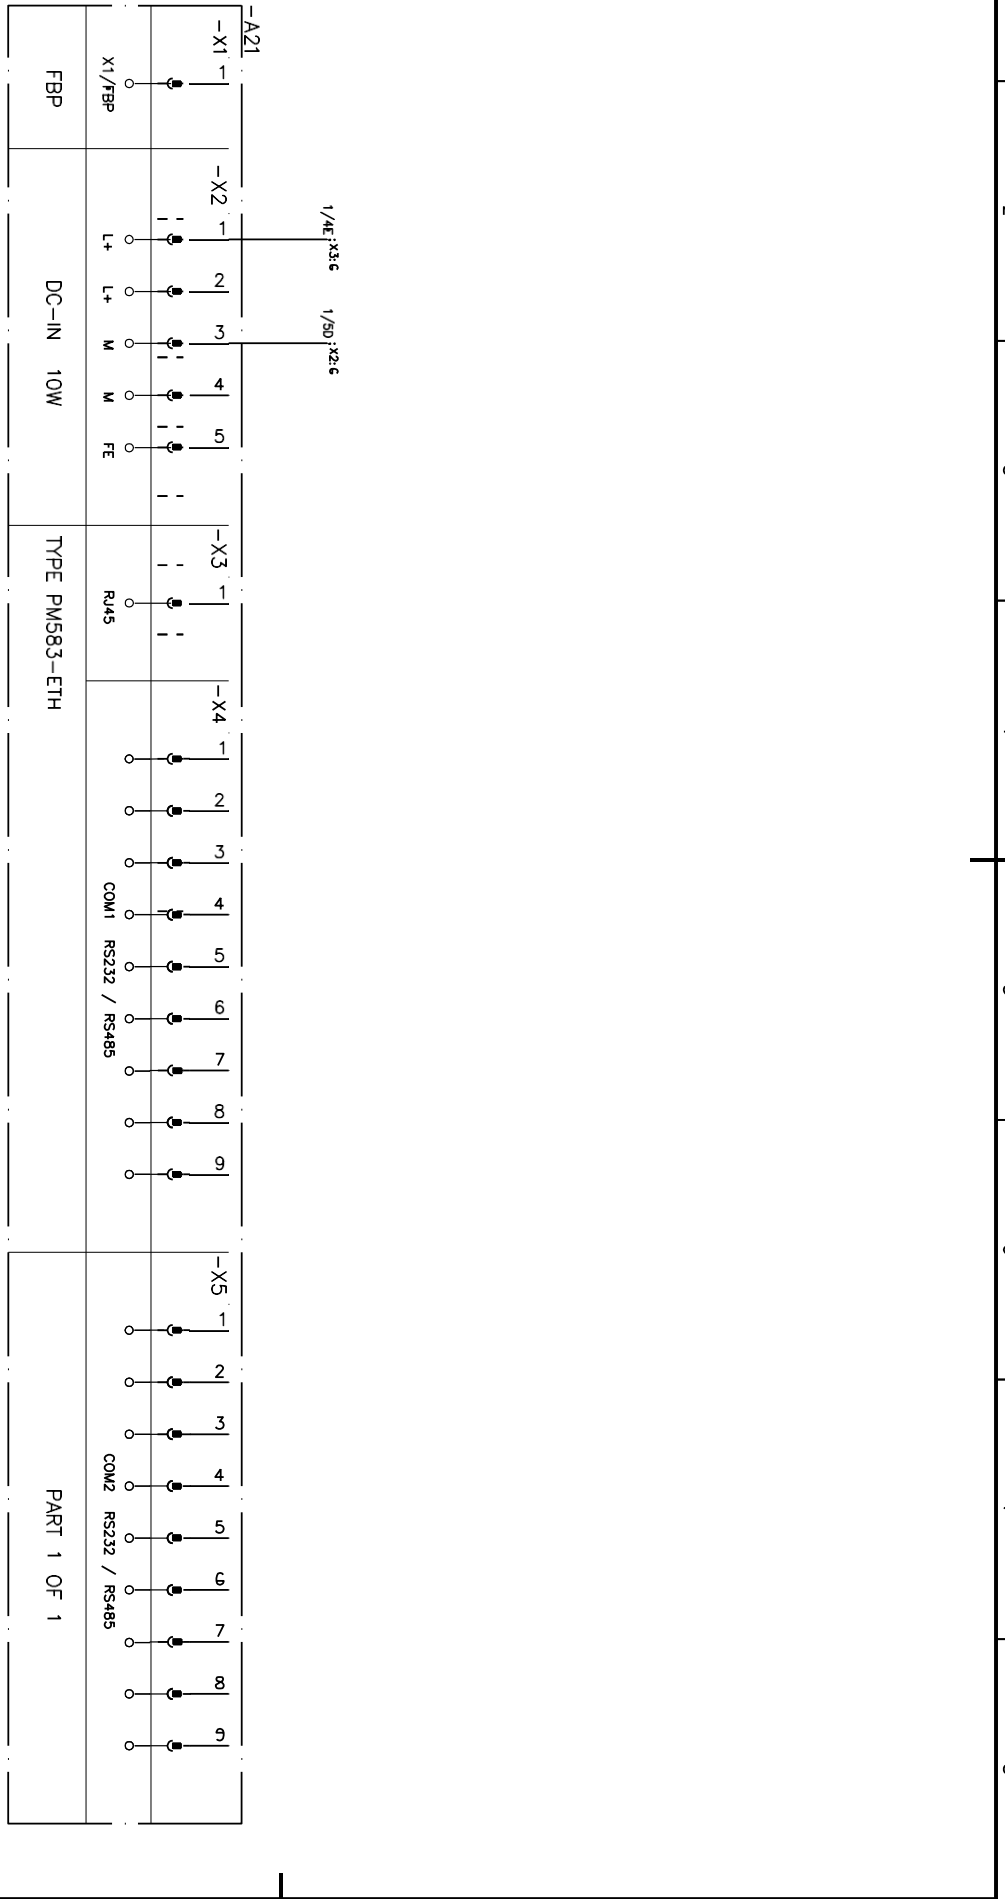 -A21
-X1
1
X1/FBP
FBP
-X2
1
L+
1/4E;X3:6
2
L+
3
M
1/5D;X2:6
4
M
5
FE
DC-IN 10W
-X3
1
RJ45
TYPE PM583-ETH
-X4
1
2
3
4
5
6
7
8
9
COM1 RS232 / RS485
-X5
1
2
3
4
5
6
7
8
9
COM2 RS232 / RS485
PART 1 OF 1